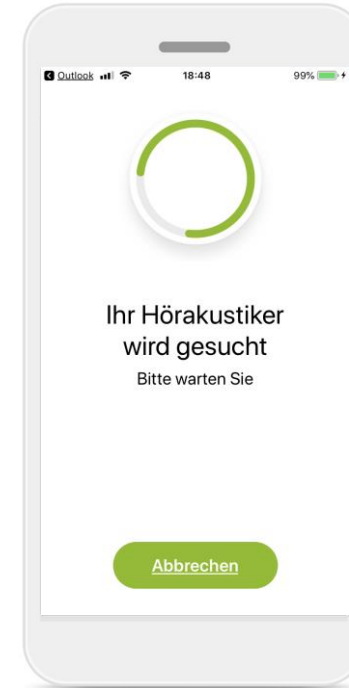 Outlook 18:48 99%
Ihr Hörakustiker
wird gesucht
Bitte warten Sie
Abbrechen